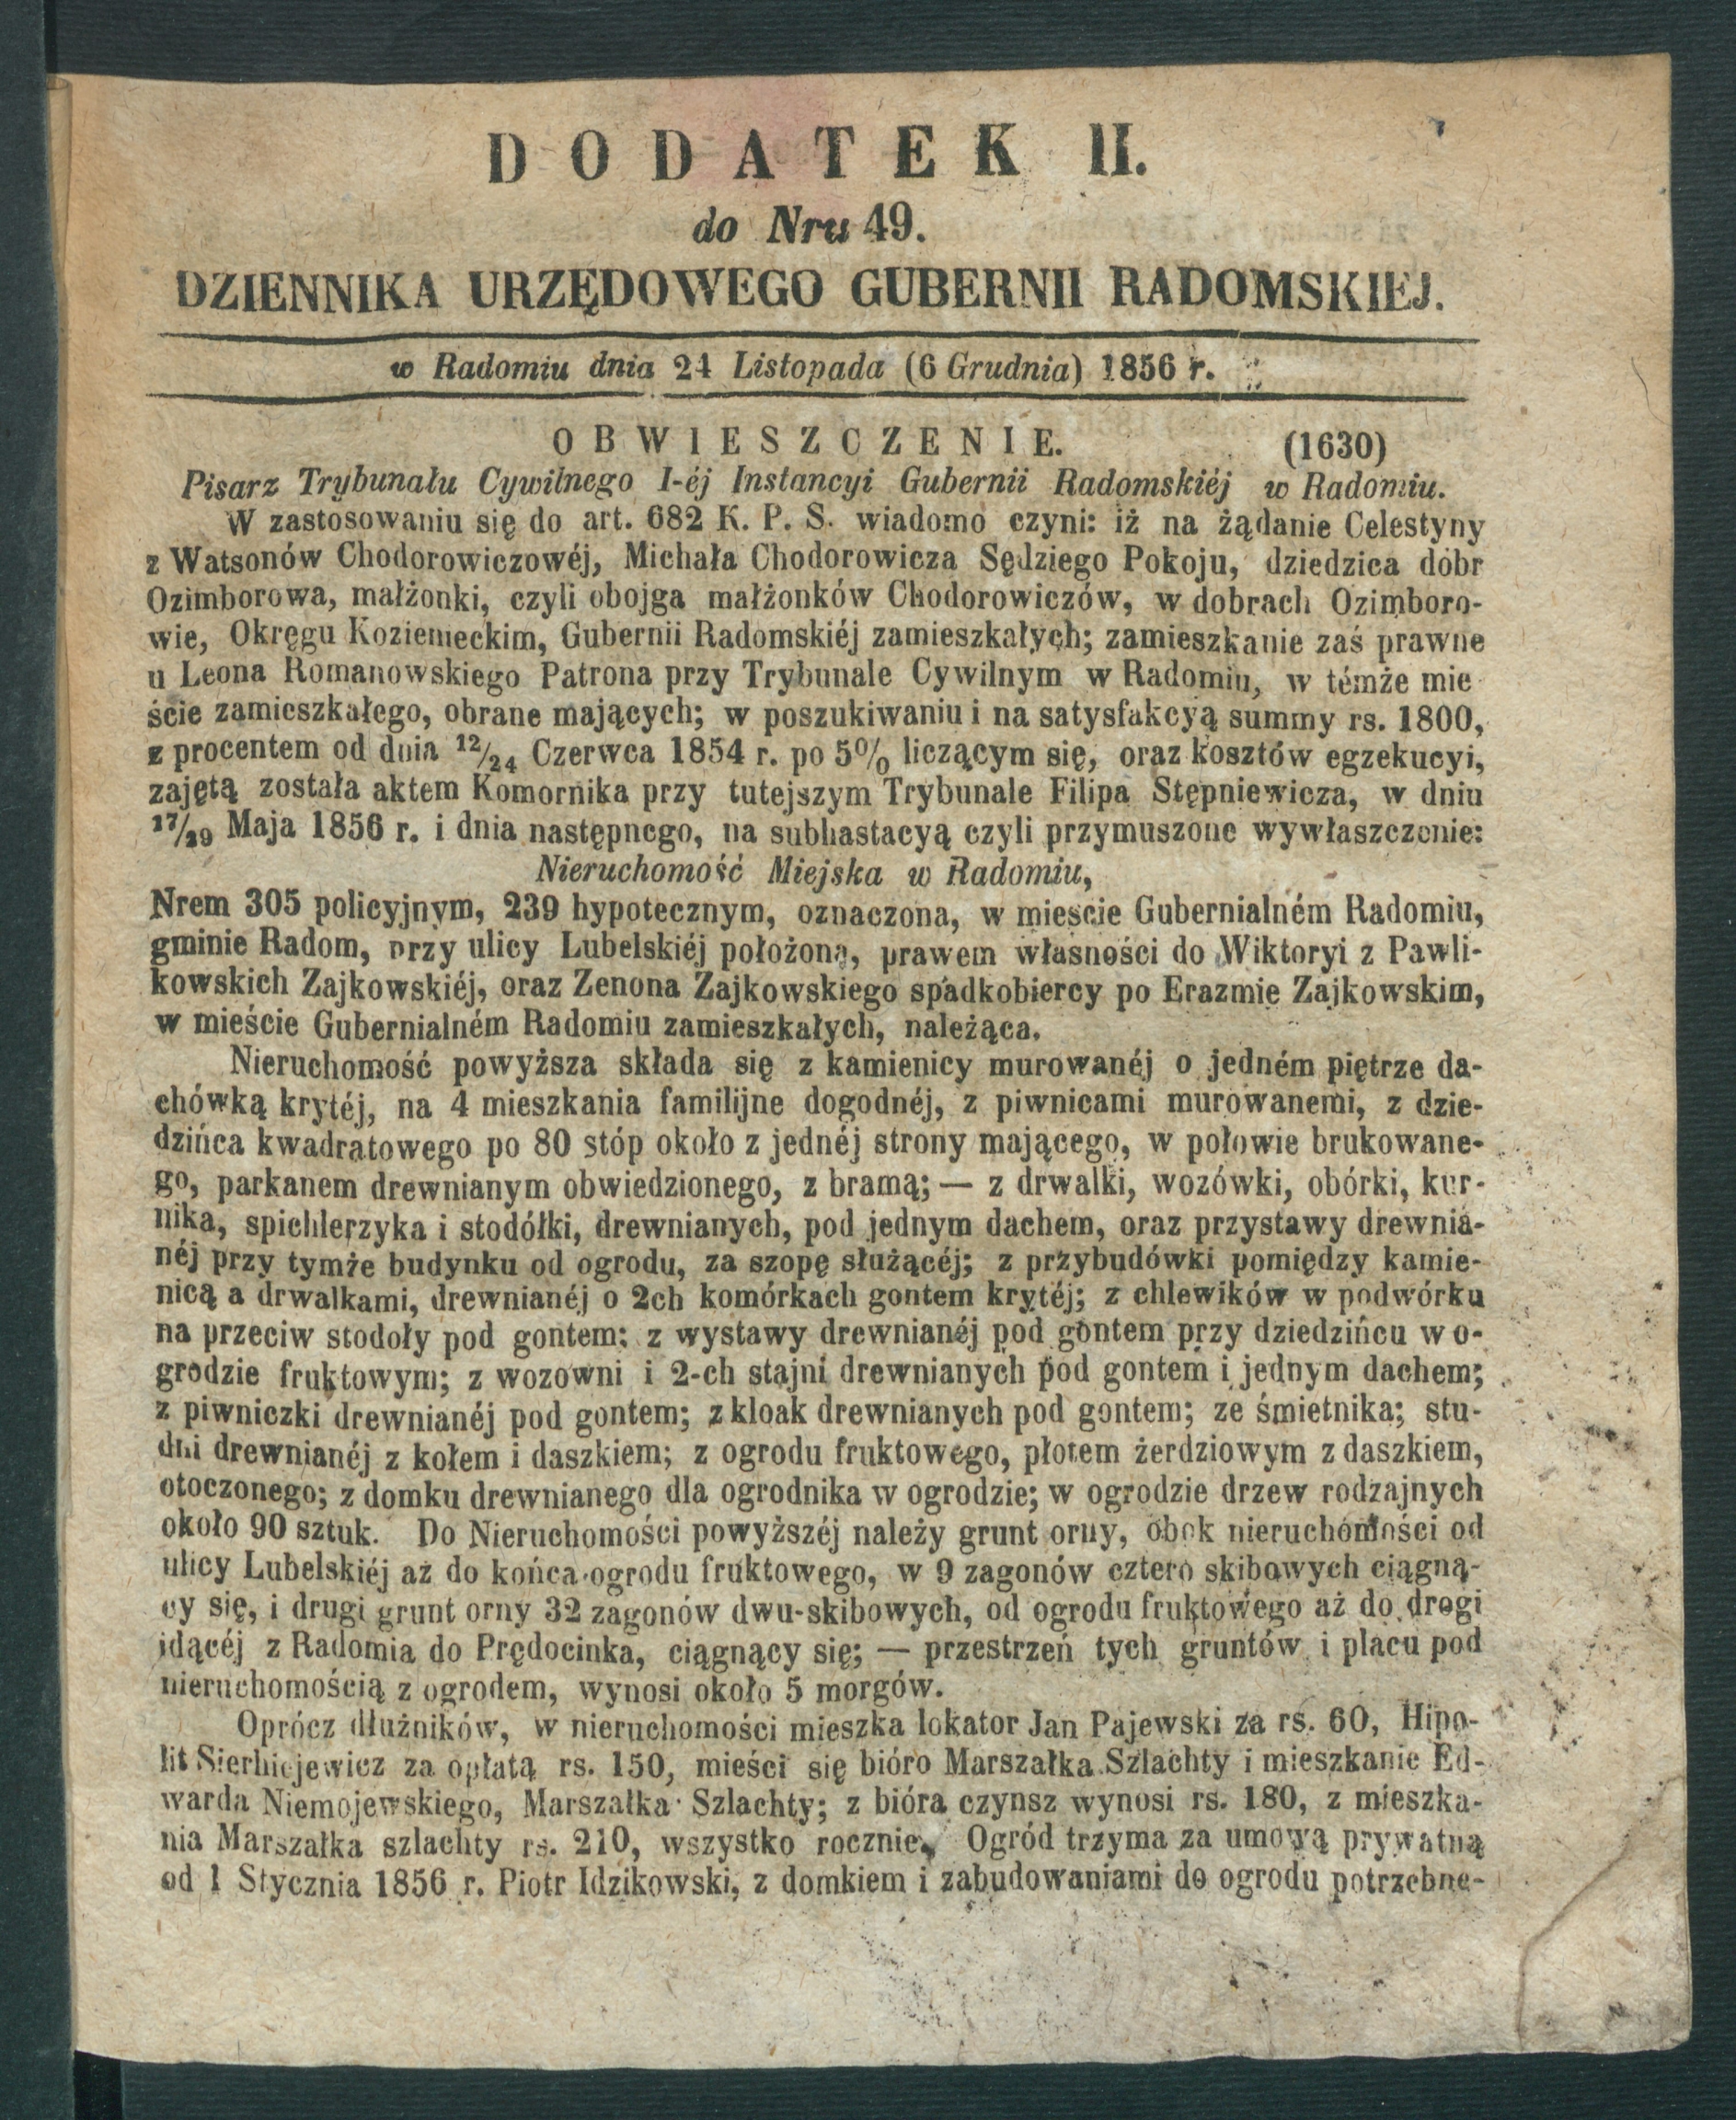 DODATEK II.
do Nru 49.
DZIENNIKA URZĘDOWEGO GUBERNII RADOMSKIEJ.
w Radomiu dnia 24 Listopada (6 Grudnia) 1856 r.
OBWIESZCZENIE. (1630)
Pisarz Trybunału Cywilnego I-éj Instancyi Gubernii Radomskiéj w Radomiu.
W zastosowaniu się do art. 682 K. P. S. wiadomo czyni: iż na żądanie Celestyny
z Watsonów Chodorowiczowéj, Michała Chodorowicza Sędziego Pokoju, dziedzica dóbr
Ozimborowa, małżonki, czyli obojga małżonków Chodorowiczów, w dobrach Ozimboro-
wie, Okręgu Kozienieckim, Gubernii Radomskiéj zamieszkałych; zamieszkanie zaś prawne
u Leona Romanowskiego Patrona przy Trybunale Cywilnym w Radomiu, w témże mie
ście zamieszkałego, obrane mających; w poszukiwaniu i na satysfakcyą summy rs. 1800,
z procentem od dnia 12/24 Czerwca 1854 r. po 5% liczącym się, oraz kosztów egzekucyi,
zajętą została aktem Komornika przy tutejszym Trybunale Filipa Stępniewicza, w dniu
17/29 Maja 1856 r. i dnia następnego, na subhastacyą czyli przymuszone wywłaszczenie:
Nieruchomość Miejska w Radomiu,
Nrem 305 policyjnym, 239 hypotecznym, oznaczona, w mieście Gubernialném Radomiu,
gminie Radom, przy ulicy Lubelskiéj położona, prawem własności do Wiktoryi z Pawli-
kowskich Zajkowskiéj, oraz Zenona Zajkowskiego spadkobiercy po Erazmie Zajkowskim,
w mieście Gubernialném Radomiu zamieszkałych, należąca.
Nieruchomość powyższa składa się z kamienicy murowanéj o jedném piętrze da-
chówką krytéj, na 4 mieszkania familijne dogodnéj, z piwnicami murowanemi, z dzie-
dzińca kwadratowego po 80 stóp około z jednéj strony mającego, w połowie brukowane-
go, parkanem drewnianym obwiedzionego, z bramą; — z drwalki, wozówki, obórki, kur-
nika, spichlerzyka i stodółki, drewnianych, pod jednym dachem, oraz przystawy drewnia-
néj przy tymże budynku od ogrodu, za szopę służącéj; z przybudówki pomiędzy kamie-
nicą a drwalkami, drewnianéj o 2ch komórkach gontem krytéj; z chlewików w podwórku
na przeciw stodoły pod gontem; z wystawy drewnianéj pod gontem przy dziedzińcu w o-
grodzie fruktowym; z wozowni i 2-ch stajni drewnianych pod gontem i jednym dachem;
z piwniczki drewnianéj pod gontem; z kloak drewnianych pod gontem; ze śmietnika; stu-
dni drewnianéj z kołem i daszkiem; z ogrodu fruktowego, płotem żerdziowym z daszkiem,
otoczonego; z domku drewnianego dla ogrodnika w ogrodzie; w ogrodzie drzew rodzajnych
około 90 sztuk. Do Nieruchomości powyższéj należy grunt orny, obok nieruchomości od
ulicy Lubelskiéj aż do końca ogrodu fruktowego, w 9 zagonów cztero skibowych ciągną-
cy się, i drugi grunt orny 32 zagonów dwu-skibowych, od ogrodu fruktowego aż do drogi
idącéj z Radomia do Prędocinka, ciągnący się; — przestrzeń tych gruntów i placu pod
nieruchomością z ogrodem, wynosi około 5 morgów.
Oprócz dłużników, w nieruchomości mieszka lokator Jan Pajewski za rs. 60, Hipo-
lit Sierhiejewicz za opłatą rs. 150, mieści się bióro Marszałka Szlachty i mieszkanie Ed-
warda Niemojewskiego, Marszałka Szlachty; z bióra czynsz wynosi rs. 180, z mieszka-
nia Marszałka szlachty rs. 210, wszystko rocznie. Ogród trzyma za umową prywatną
od 1 Stycznia 1856 r. Piotr Idzikowski, z domkiem i zabudowaniami do ogrodu potrzebne-